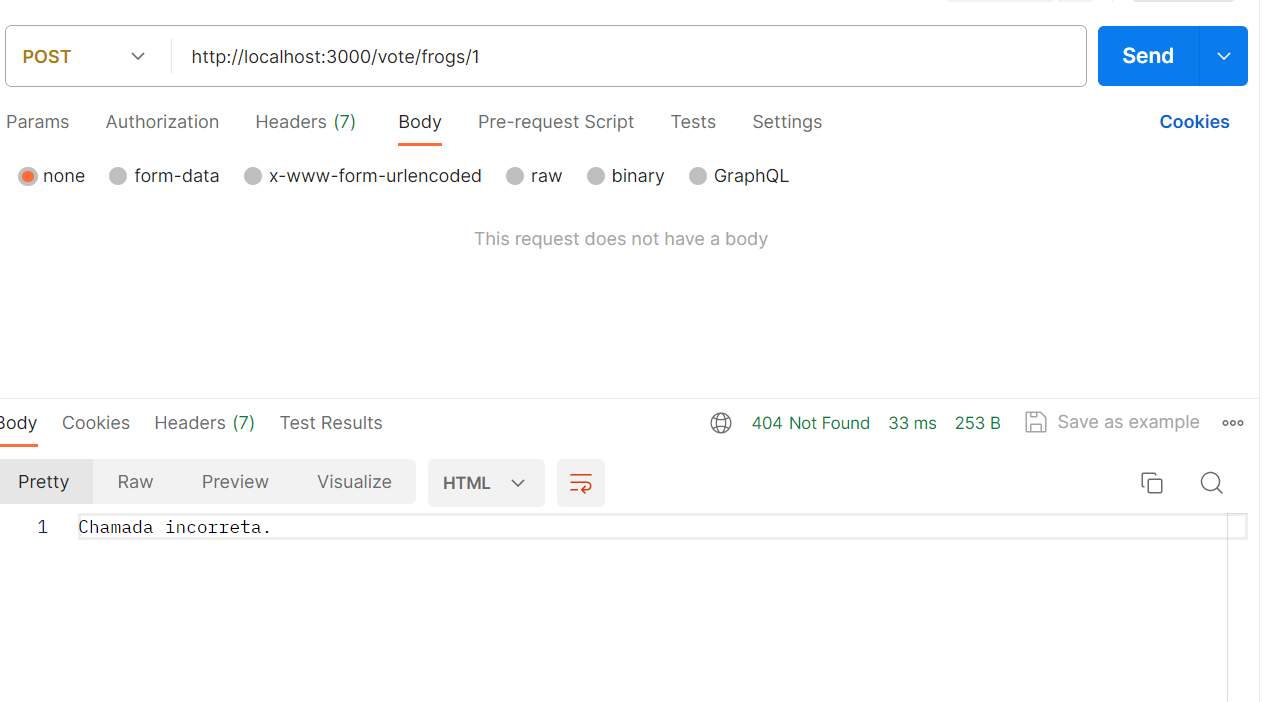 POST http://localhost:3000/vote/frogs/1 Send
Params Authorization Headers (7) Body Pre-request Script Tests Settings Cookies
none form-data x-www-form-urlencoded raw binary GraphQL
This request does not have a body
Body Cookies Headers (7) Test Results 404 Not Found 33 ms 253 B Save as example
Pretty Raw Preview Visualize HTML
1 Chamada incorreta.